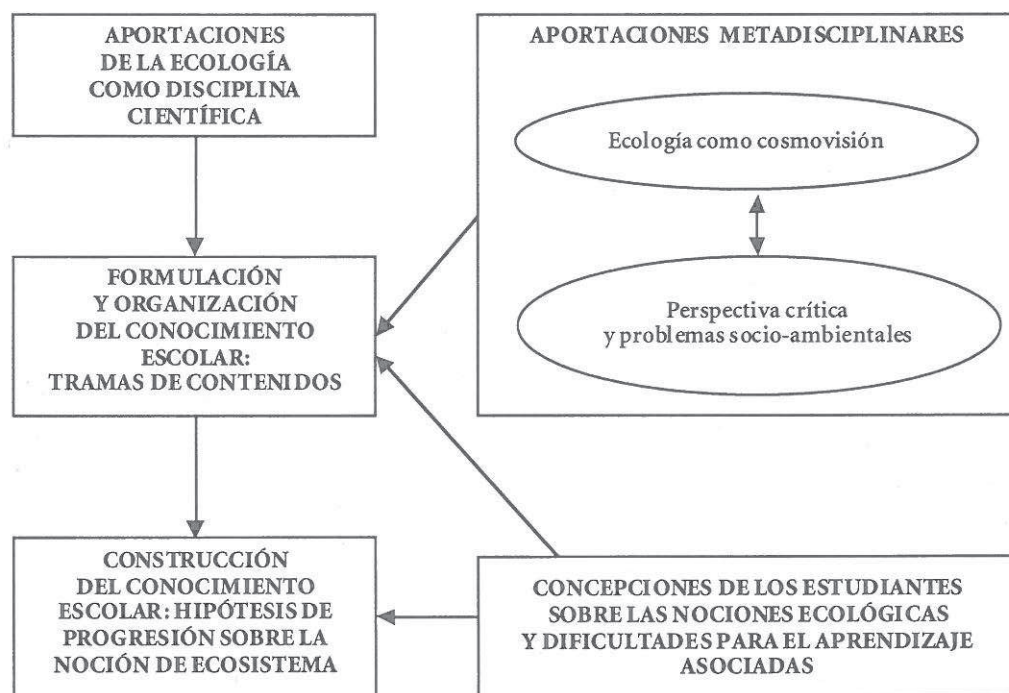 APORTACIONES
DE LA ECOLOGÍA
COMO DISCIPLINA
CIENTÍFICA
APORTACIONES METADISCIPLINARES
Ecología como cosmovisión
Perspectiva crítica
y problemas socio-ambientales
FORMULACIÓN
Y ORGANIZACIÓN
DEL CONOCIMIENTO
ESCOLAR:
TRAMAS DE CONTENIDOS
CONSTRUCCIÓN
DEL CONOCIMIENTO
ESCOLAR: HIPÓTESIS DE
PROGRESIÓN SOBRE LA
NOCIÓN DE ECOSISTEMA
CONCEPCIONES DE LOS ESTUDIANTES
SOBRE LAS NOCIONES ECOLÓGICAS
Y DIFICULTADES PARA EL APRENDIZAJE
ASOCIADAS